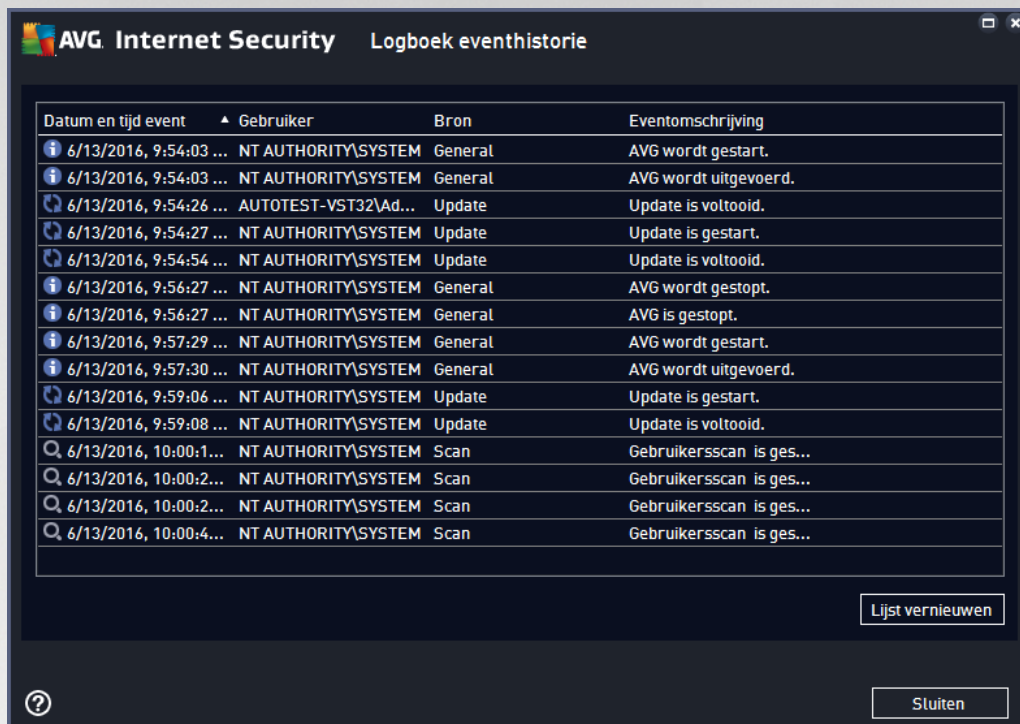 AVG Internet Security Logboek eventhistorie
Datum en tijd event Gebruiker Bron Eventomschrijving
6/13/2016, 9:54:03 ... NT AUTHORITY\SYSTEM General AVG wordt gestart.
6/13/2016, 9:54:03 ... NT AUTHORITY\SYSTEM General AVG wordt uitgevoerd.
6/13/2016, 9:54:26 ... AUTOTEST-VST32\Ad... Update Update is voltooid.
6/13/2016, 9:54:27 ... NT AUTHORITY\SYSTEM Update Update is gestart.
6/13/2016, 9:54:54 ... NT AUTHORITY\SYSTEM Update Update is voltooid.
6/13/2016, 9:56:27 ... NT AUTHORITY\SYSTEM General AVG wordt gestopt.
6/13/2016, 9:56:27 ... NT AUTHORITY\SYSTEM General AVG is gestopt.
6/13/2016, 9:57:29 ... NT AUTHORITY\SYSTEM General AVG wordt gestart.
6/13/2016, 9:57:30 ... NT AUTHORITY\SYSTEM General AVG wordt uitgevoerd.
6/13/2016, 9:59:06 ... NT AUTHORITY\SYSTEM Update Update is gestart.
6/13/2016, 9:59:08 ... NT AUTHORITY\SYSTEM Update Update is voltooid.
6/13/2016, 10:00:1... NT AUTHORITY\SYSTEM Scan Gebruikersscan is ges...
6/13/2016, 10:00:2... NT AUTHORITY\SYSTEM Scan Gebruikersscan is ges...
6/13/2016, 10:00:2... NT AUTHORITY\SYSTEM Scan Gebruikersscan is ges...
6/13/2016, 10:00:4... NT AUTHORITY\SYSTEM Scan Gebruikersscan is ges...
Lijst vernieuwen
Sluiten